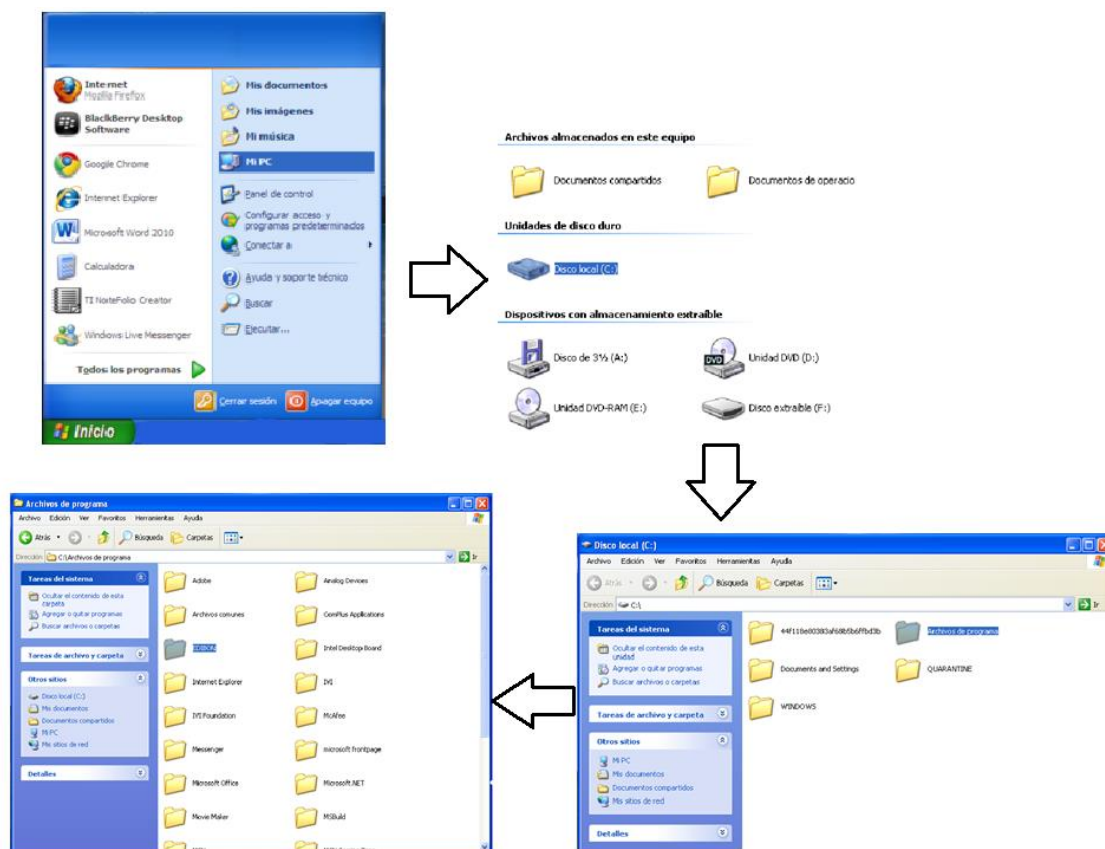 Internet
Mozilla Firefox
BlackBerry Desktop
Software
Google Chrome
Internet Explorer
Microsoft Word 2010
Calculadora
TI NoteFolio Creator
Windows Live Messenger
Todos los programas
Mis documentos
Mis imágenes
Mi música
Mi PC
Panel de control
Configurar acceso y
programas predeterminados
Conectar a
Ayuda y soporte técnico
Buscar
Ejecutar...
Cerrar sesión
Apagar equipo
Inicio
Archivos almacenados en este equipo
Documentos compartidos
Documentos de operacio
Unidades de disco duro
Disco local (C:)
Dispositivos con almacenamiento extraíble
Disco de 3½ (A:)
Unidad DVD (D:)
Unidad DVD-RAM (E:)
Disco extraíble (F:)
Disco local (C:)
Archivo Edición Ver Favoritos Herramientas Ayuda
Atrás Búsqueda Carpetas
Dirección C:\ Ir
Tareas del sistema
Ocultar el contenido de esta
unidad
Agregar o quitar programas
Buscar archivos o carpetas
Tareas de archivo y carpeta
Otros sitios
Mi PC
Mis documentos
Documentos compartidos
Mis sitios de red
Detalles
Archivos de programa
Documents and Settings
QUARANTINE
WINDOWS
Archivos de programa
Archivo Edición Ver Favoritos Herramientas Ayuda
Atrás Búsqueda Carpetas
Dirección C:\Archivos de programa Ir
Tareas del sistema
Ocultar el contenido de esta
carpeta
Agregar o quitar programas
Buscar archivos o carpetas
Tareas de archivo y carpeta
Otros sitios
Disco local (C:)
Mis documentos
Documentos compartidos
Mi PC
Mis sitios de red
Detalles
Adobe
Analog Devices
Archivos comunes
ComPlus Applications
Intel Desktop Board
Internet Explorer
IVI
IVI Foundation
McAfee
Messenger
microsoft frontpage
Microsoft Office
Microsoft.NET
Movie Maker
MSBuild